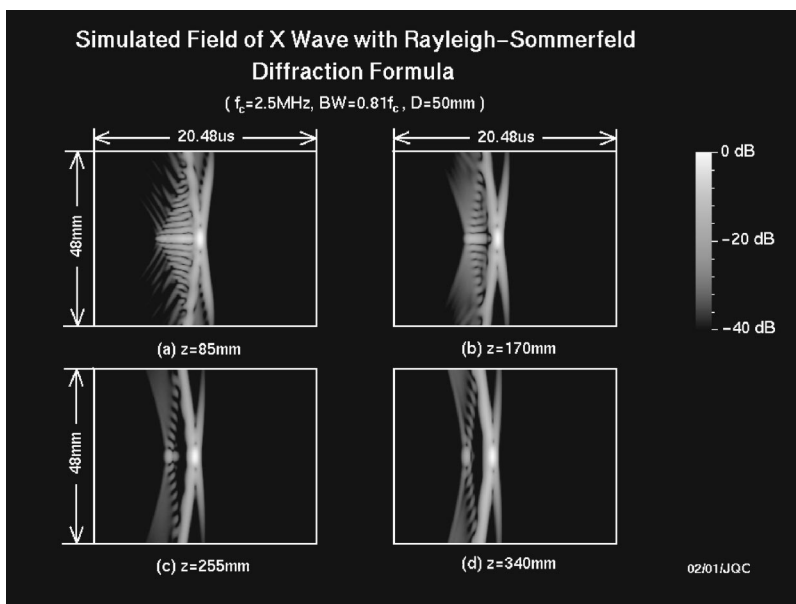 Simulated Field of X Wave with Rayleigh-Sommerfeld
Diffraction Formula
( fc=2.5MHz, BW=0.81fc , D=50mm )
20.48us
20.48us
0 dB
-20 dB
-40 dB
48mm
(a) z=85mm
(b) z=170mm
48mm
(c) z=255mm
(d) z=340mm
02/01/JQC